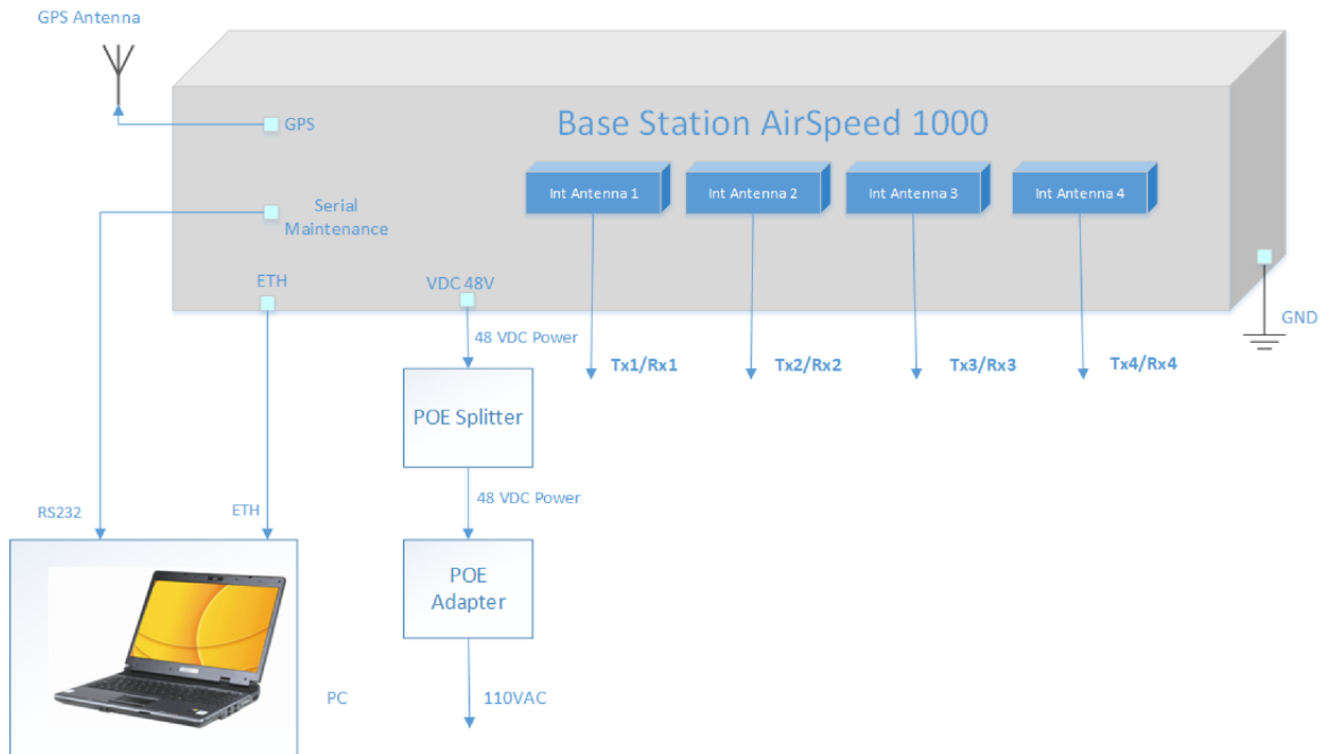 GPS Antenna
GPS
Base Station AirSpeed 1000
Int Antenna 1
Int Antenna 2
Int Antenna 3
Int Antenna 4
Serial
Maintenance
ETH
VDC 48V
GND
48 VDC Power
Tx1/Rx1
Tx2/Rx2
Tx3/Rx3
Tx4/Rx4
POE Splitter
48 VDC Power
RS232
ETH
POE
Adapter
PC
110VAC